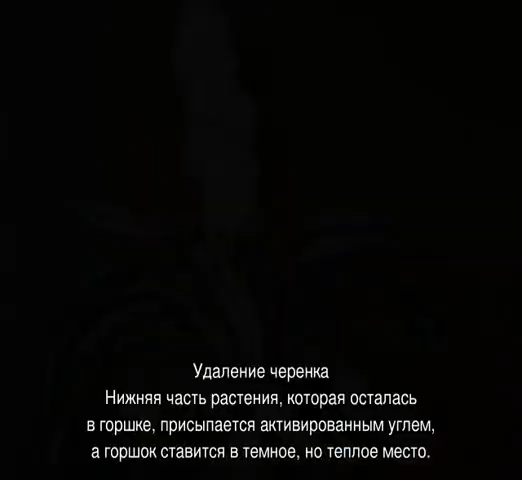 Удаление черенка
Нижняя часть растения, которая осталась
в горшке, присыпается активированным углем,
а горшок ставится в темное, но теплое место.